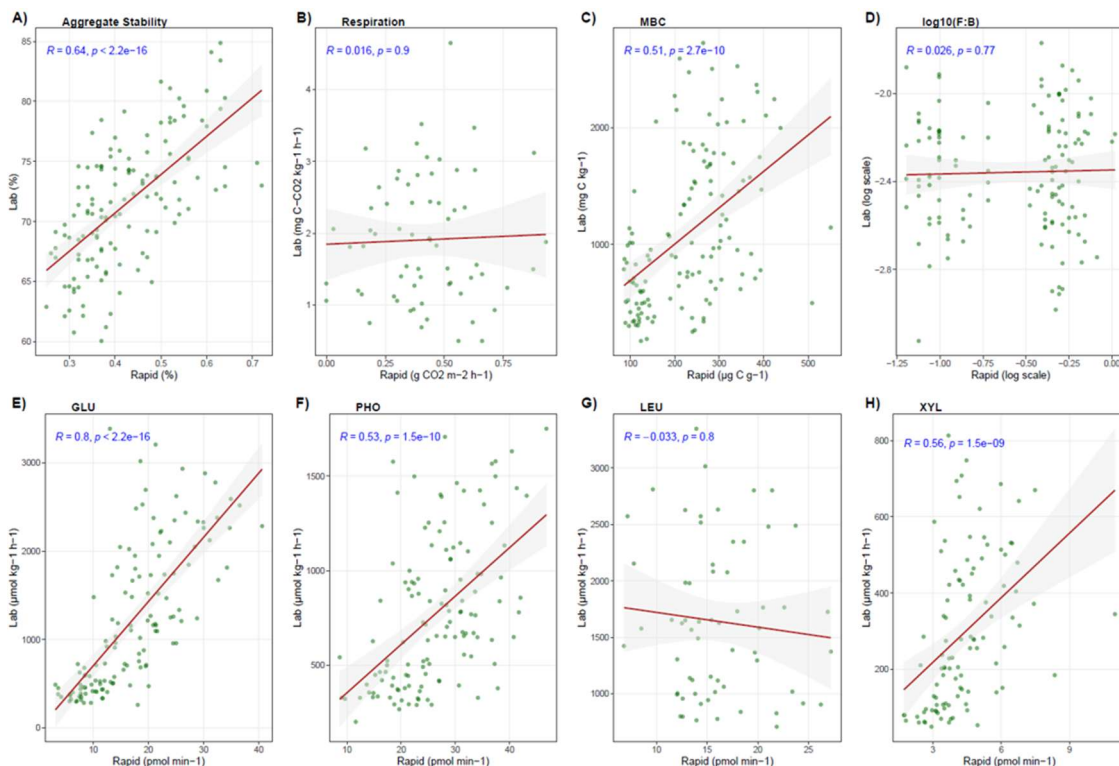 A) Aggregate Stability
R = 0.64, p < 2.2e−16
85
80
75
70
65
60
Lab (%)
0.3 0.4 0.5 0.6 0.7
Rapid (%)
B) Respiration
R = 0.016, p = 0.9
4
3
2
1
Lab (mg C−CO2 kg−1 h−1)
0.00 0.25 0.50 0.75
Rapid (g CO2 m−2 h−1)
C) MBC
R = 0.51, p = 2.7e−10
2000
1000
Lab (mg C kg−1)
100 200 300 400 500
Rapid (µg C g−1)
D) log10(F:B)
R = 0.026, p = 0.77
−2.0
−2.4
−2.8
Lab (log scale)
−1.25 −1.00 −0.75 −0.50 −0.25 0.00
Rapid (log scale)
E) GLU
R = 0.8, p < 2.2e−16
3000
2000
1000
0
Lab (µmol kg−1 h−1)
10 20 30 40
Rapid (pmol min−1)
F) PHO
R = 0.53, p = 1.5e−10
1500
1000
500
Lab (µmol kg−1 h−1)
10 20 30 40
Rapid (pmol min−1)
G) LEU
R = −0.033, p = 0.8
3500
3000
2500
2000
1500
1000
Lab (µmol kg−1 h−1)
10 15 20 25
Rapid (pmol min−1)
H) XYL
R = 0.56, p = 1.5e−09
800
600
400
200
Lab (µmol kg−1 h−1)
3 6 9
Rapid (pmol min−1)